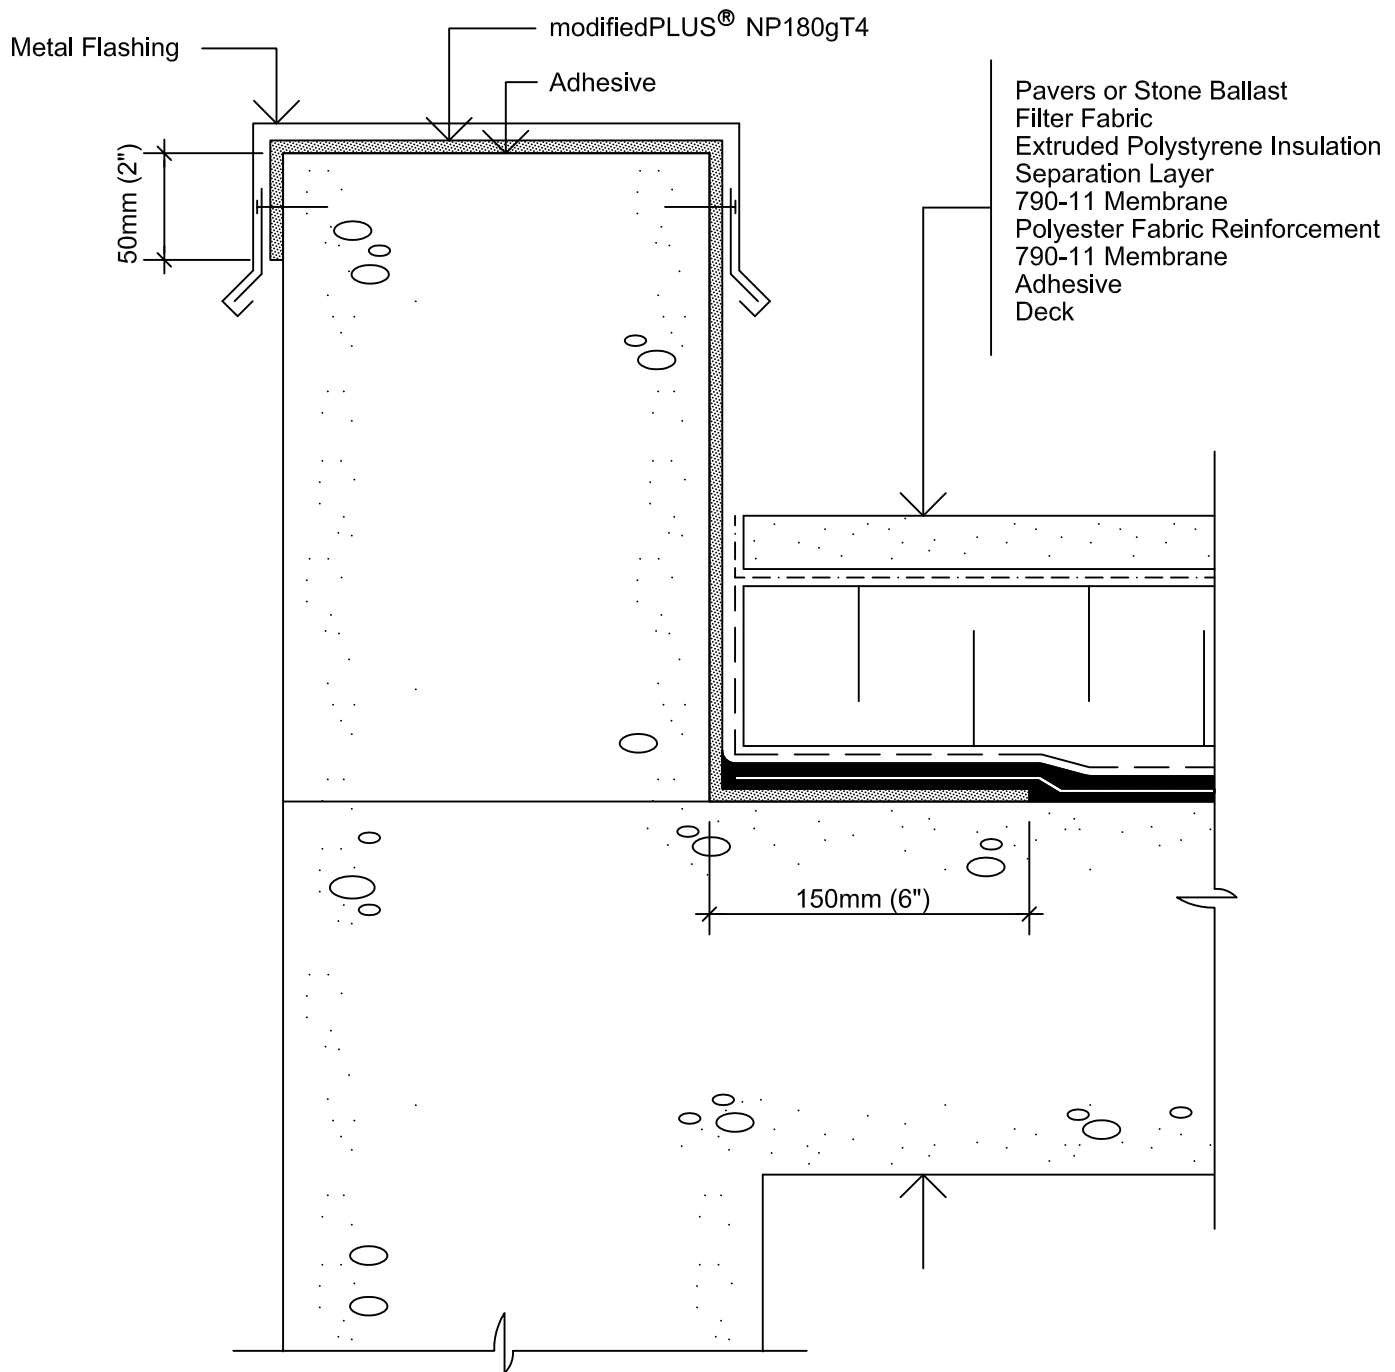 modifiedPLUS® NP180gT4
Metal Flashing
Adhesive
Pavers or Stone Ballast
Filter Fabric
Extruded Polystyrene Insulation
Separation Layer
790-11 Membrane
Polyester Fabric Reinforcement
790-11 Membrane
Adhesive
Deck
50mm (2")
150mm (6")